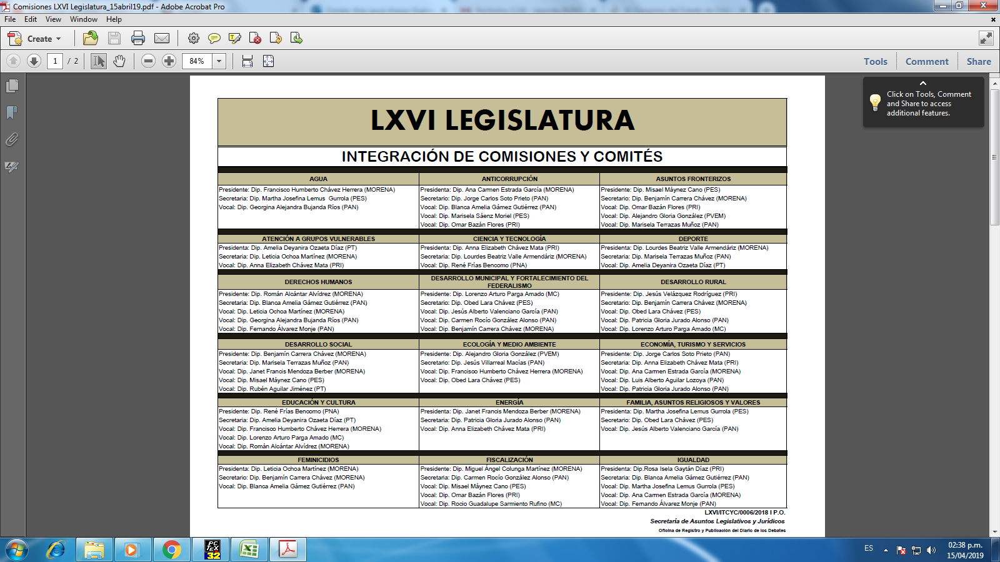 Comisiones LXVI Legislatura_15abril19.pdf - Adobe Acrobat Pro
File Edit View Window Help
Create
1 / 2 84% Tools Comment Share
Click on Tools, Comment
and Share to access
additional features.
LXVI LEGISLATURA
INTEGRACIÓN DE COMISIONES Y COMITÉS
AGUA
Presidente: Dip. Francisco Humberto Chávez Herrera (MORENA)
Secretaria: Dip. Martha Josefina Lemus Gurrola (PES)
Vocal: Dip. Georgina Alejandra Bujanda Ríos (PAN)
ANTICORRUPCIÓN
Presidenta: Dip. Ana Carmen Estrada García (MORENA)
Secretario: Dip. Jorge Carlos Soto Prieto (PAN)
Vocal: Dip. Blanca Amelia Gámez Gutiérrez (PAN)
Vocal: Dip. Marisela Sáenz Moriel (PES)
Vocal: Dip. Omar Bazán Flores (PRI)
ASUNTOS FRONTERIZOS
Presidente: Dip. Misael Máynez Cano (PES)
Secretario: Dip. Benjamín Carrera Chávez (MORENA)
Vocal: Dip. Omar Bazán Flores (PRI)
Vocal: Dip. Alejandro Gloria González (PVEM)
Vocal: Dip. Marisela Terrazas Muñoz (PAN)
ATENCIÓN A GRUPOS VULNERABLES
Presidenta: Dip. Amelia Deyanira Ozaeta Díaz (PT)
Secretaria: Dip. Leticia Ochoa Martínez (MORENA)
Vocal: Dip. Anna Elizabeth Chávez Mata (PRI)
CIENCIA Y TECNOLOGÍA
Presidenta: Dip. Anna Elizabeth Chávez Mata (PRI)
Secretaria: Dip. Lourdes Beatriz Valle Armendáriz (MORENA)
Vocal: Dip. René Frías Bencomo (PNA)
DEPORTE
Presidenta: Dip. Lourdes Beatriz Valle Armendáriz (MORENA)
Secretaria: Dip. Marisela Terrazas Muñoz (PAN)
Vocal: Dip. Amelia Deyanira Ozaeta Díaz (PT)
DERECHOS HUMANOS
Presidente: Dip. Román Alcántar Alvídrez (MORENA)
Secretaria: Dip. Blanca Amelia Gámez Gutiérrez (PAN)
Vocal: Dip. Leticia Ochoa Martínez (MORENA)
Vocal: Dip. Georgina Alejandra Bujanda Ríos (PAN)
Vocal: Dip. Fernando Álvarez Monje (PAN)
DESARROLLO MUNICIPAL Y FORTALECIMIENTO DEL
FEDERALISMO
Presidente: Dip. Lorenzo Arturo Parga Amado (MC)
Secretario: Dip. Obed Lara Chávez (PES)
Vocal: Dip. Jesús Alberto Valenciano García (PAN)
Vocal: Dip. Carmen Rocío González Alonso (PAN)
Vocal: Dip. Benjamín Carrera Chávez (MORENA)
DESARROLLO RURAL
Presidente: Dip. Jesús Velázquez Rodríguez (PRI)
Secretario: Dip. Benjamín Carrera Chávez (MORENA)
Vocal: Dip. Obed Lara Chávez (PES)
Vocal: Dip. Patricia Gloria Jurado Alonso (PAN)
Vocal: Dip. Lorenzo Arturo Parga Amado (MC)
DESARROLLO SOCIAL
Presidente: Dip. Benjamín Carrera Chávez (MORENA)
Secretaria: Dip. Marisela Terrazas Muñoz (PAN)
Vocal: Dip. Janet Francis Mendoza Berber (MORENA)
Vocal: Dip. Misael Máynez Cano (PES)
Vocal: Dip. Rubén Aguilar Jiménez (PT)
ECOLOGÍA Y MEDIO AMBIENTE
Presidente: Dip. Alejandro Gloria González (PVEM)
Secretario: Dip. Jesús Villarreal Macías (PAN)
Vocal: Dip. Francisco Humberto Chávez Herrera (MORENA)
Vocal: Dip. Obed Lara Chávez (PES)
ECONOMÍA, TURISMO Y SERVICIOS
Presidente: Dip. Jorge Carlos Soto Prieto (PAN)
Secretaria: Dip. Anna Elizabeth Chávez Mata (PRI)
Vocal: Dip. Ana Carmen Estrada García (MORENA)
Vocal: Dip. Luis Alberto Aguilar Lozoya (PAN)
Vocal: Dip. Patricia Gloria Jurado Alonso (PAN)
EDUCACIÓN Y CULTURA
Presidente: Dip. René Frías Bencomo (PNA)
Secretaria: Dip. Amelia Deyanira Ozaeta Díaz (PT)
Vocal: Dip. Francisco Humberto Chávez Herrera (MORENA)
Vocal: Dip. Lorenzo Arturo Parga Amado (MC)
Vocal: Dip. Román Alcántar Alvídrez (MORENA)
ENERGÍA
Presidenta: Dip. Janet Francis Mendoza Berber (MORENA)
Secretaria: Dip. Patricia Gloria Jurado Alonso (PAN)
Vocal: Dip. Anna Elizabeth Chávez Mata (PRI)
FAMILIA, ASUNTOS RELIGIOSOS Y VALORES
Presidenta: Dip. Martha Josefina Lemus Gurrola (PES)
Secretario: Dip. Obed Lara Chávez (PES)
Vocal: Dip. Jesús Alberto Valenciano García (PAN)
FEMINICIDIOS
Presidenta: Dip. Leticia Ochoa Martínez (MORENA)
Secretario: Dip. Benjamín Carrera Chávez (MORENA)
Vocal: Dip. Blanca Amelia Gámez Gutiérrez (PAN)
FISCALIZACIÓN
Presidente: Dip. Miguel Ángel Colunga Martínez (MORENA)
Secretaria: Dip. Carmen Rocío González Alonso (PAN)
Vocal: Dip. Misael Máynez Cano (PES)
Vocal: Dip. Omar Bazán Flores (PRI)
Vocal: Dip. Rocio Guadalupe Sarmiento Rufino (MC)
IGUALDAD
Presidenta: Dip.Rosa Isela Gaytán Díaz (PRI)
Secretaria: Dip. Blanca Amelia Gámez Gutiérrez (PAN)
Vocal: Dip. Martha Josefina Lemus Gurrola (PES)
Vocal: Dip. Ana Carmen Estrada García (MORENA)
Vocal: Dip. Fernando Álvarez Monje (PAN)
LXVI/ITCYC/0006/2018 I P.O.
Secretaría de Asuntos Legislativos y Jurídicos
Oficina de Registro y Publicación del Diario de los Debates
PC
TEX
32
ES
02:38 p.m.
15/04/2019